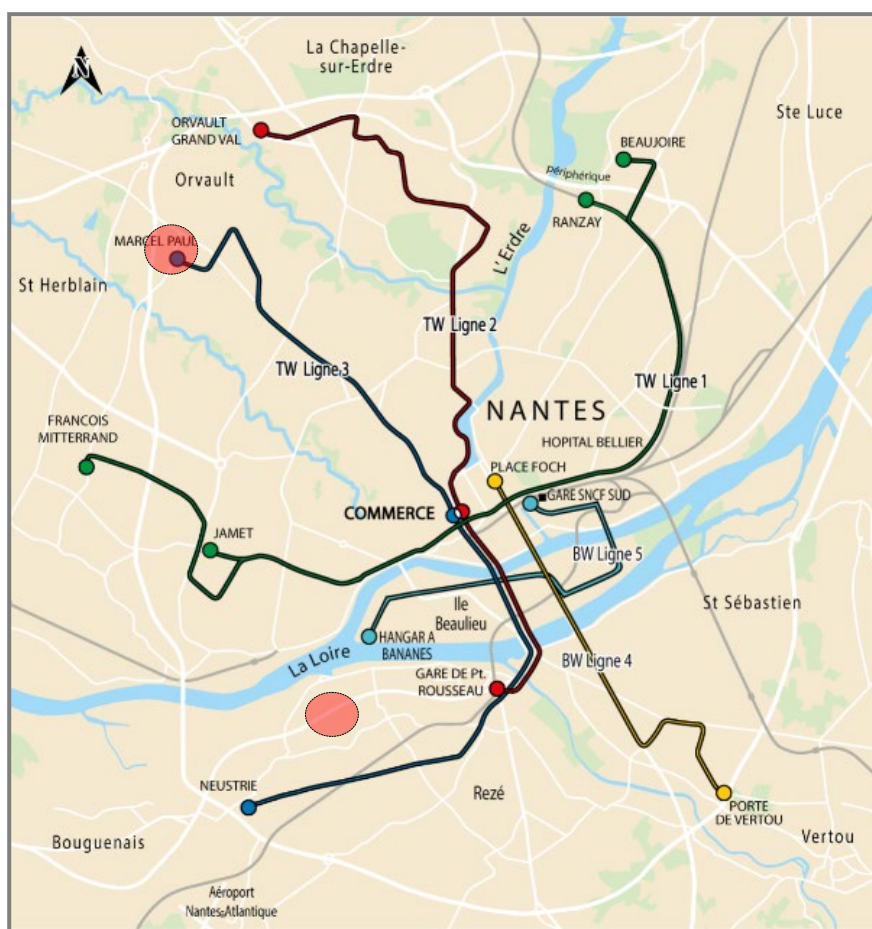 N
La Chapelle-
sur-Erdre
ORVAULT
GRAND VAL
Ste Luce
BEAUJOIRE
périphérique
Orvault
RANZAY
L'Erdre
MARCEL PAUL
St Herblain
TW Ligne 2
TW Ligne 3
TW Ligne 1
NANTES
FRANCOIS
MITTERRAND
HOPITAL BELLIER
PLACE FOCH
GARE SNCF SUD
COMMERCE
JAMET
BW Ligne 5
Ile
Beaulieu
St Sébastien
HANGAR A
BANANES
La Loire
BW Ligne 4
GARE DE Pt.
ROUSSEAU
NEUSTRIE
Rezé
PORTE
DE VERTOU
Bouguenais
Vertou
Aéroport
Nantes-Atlantique